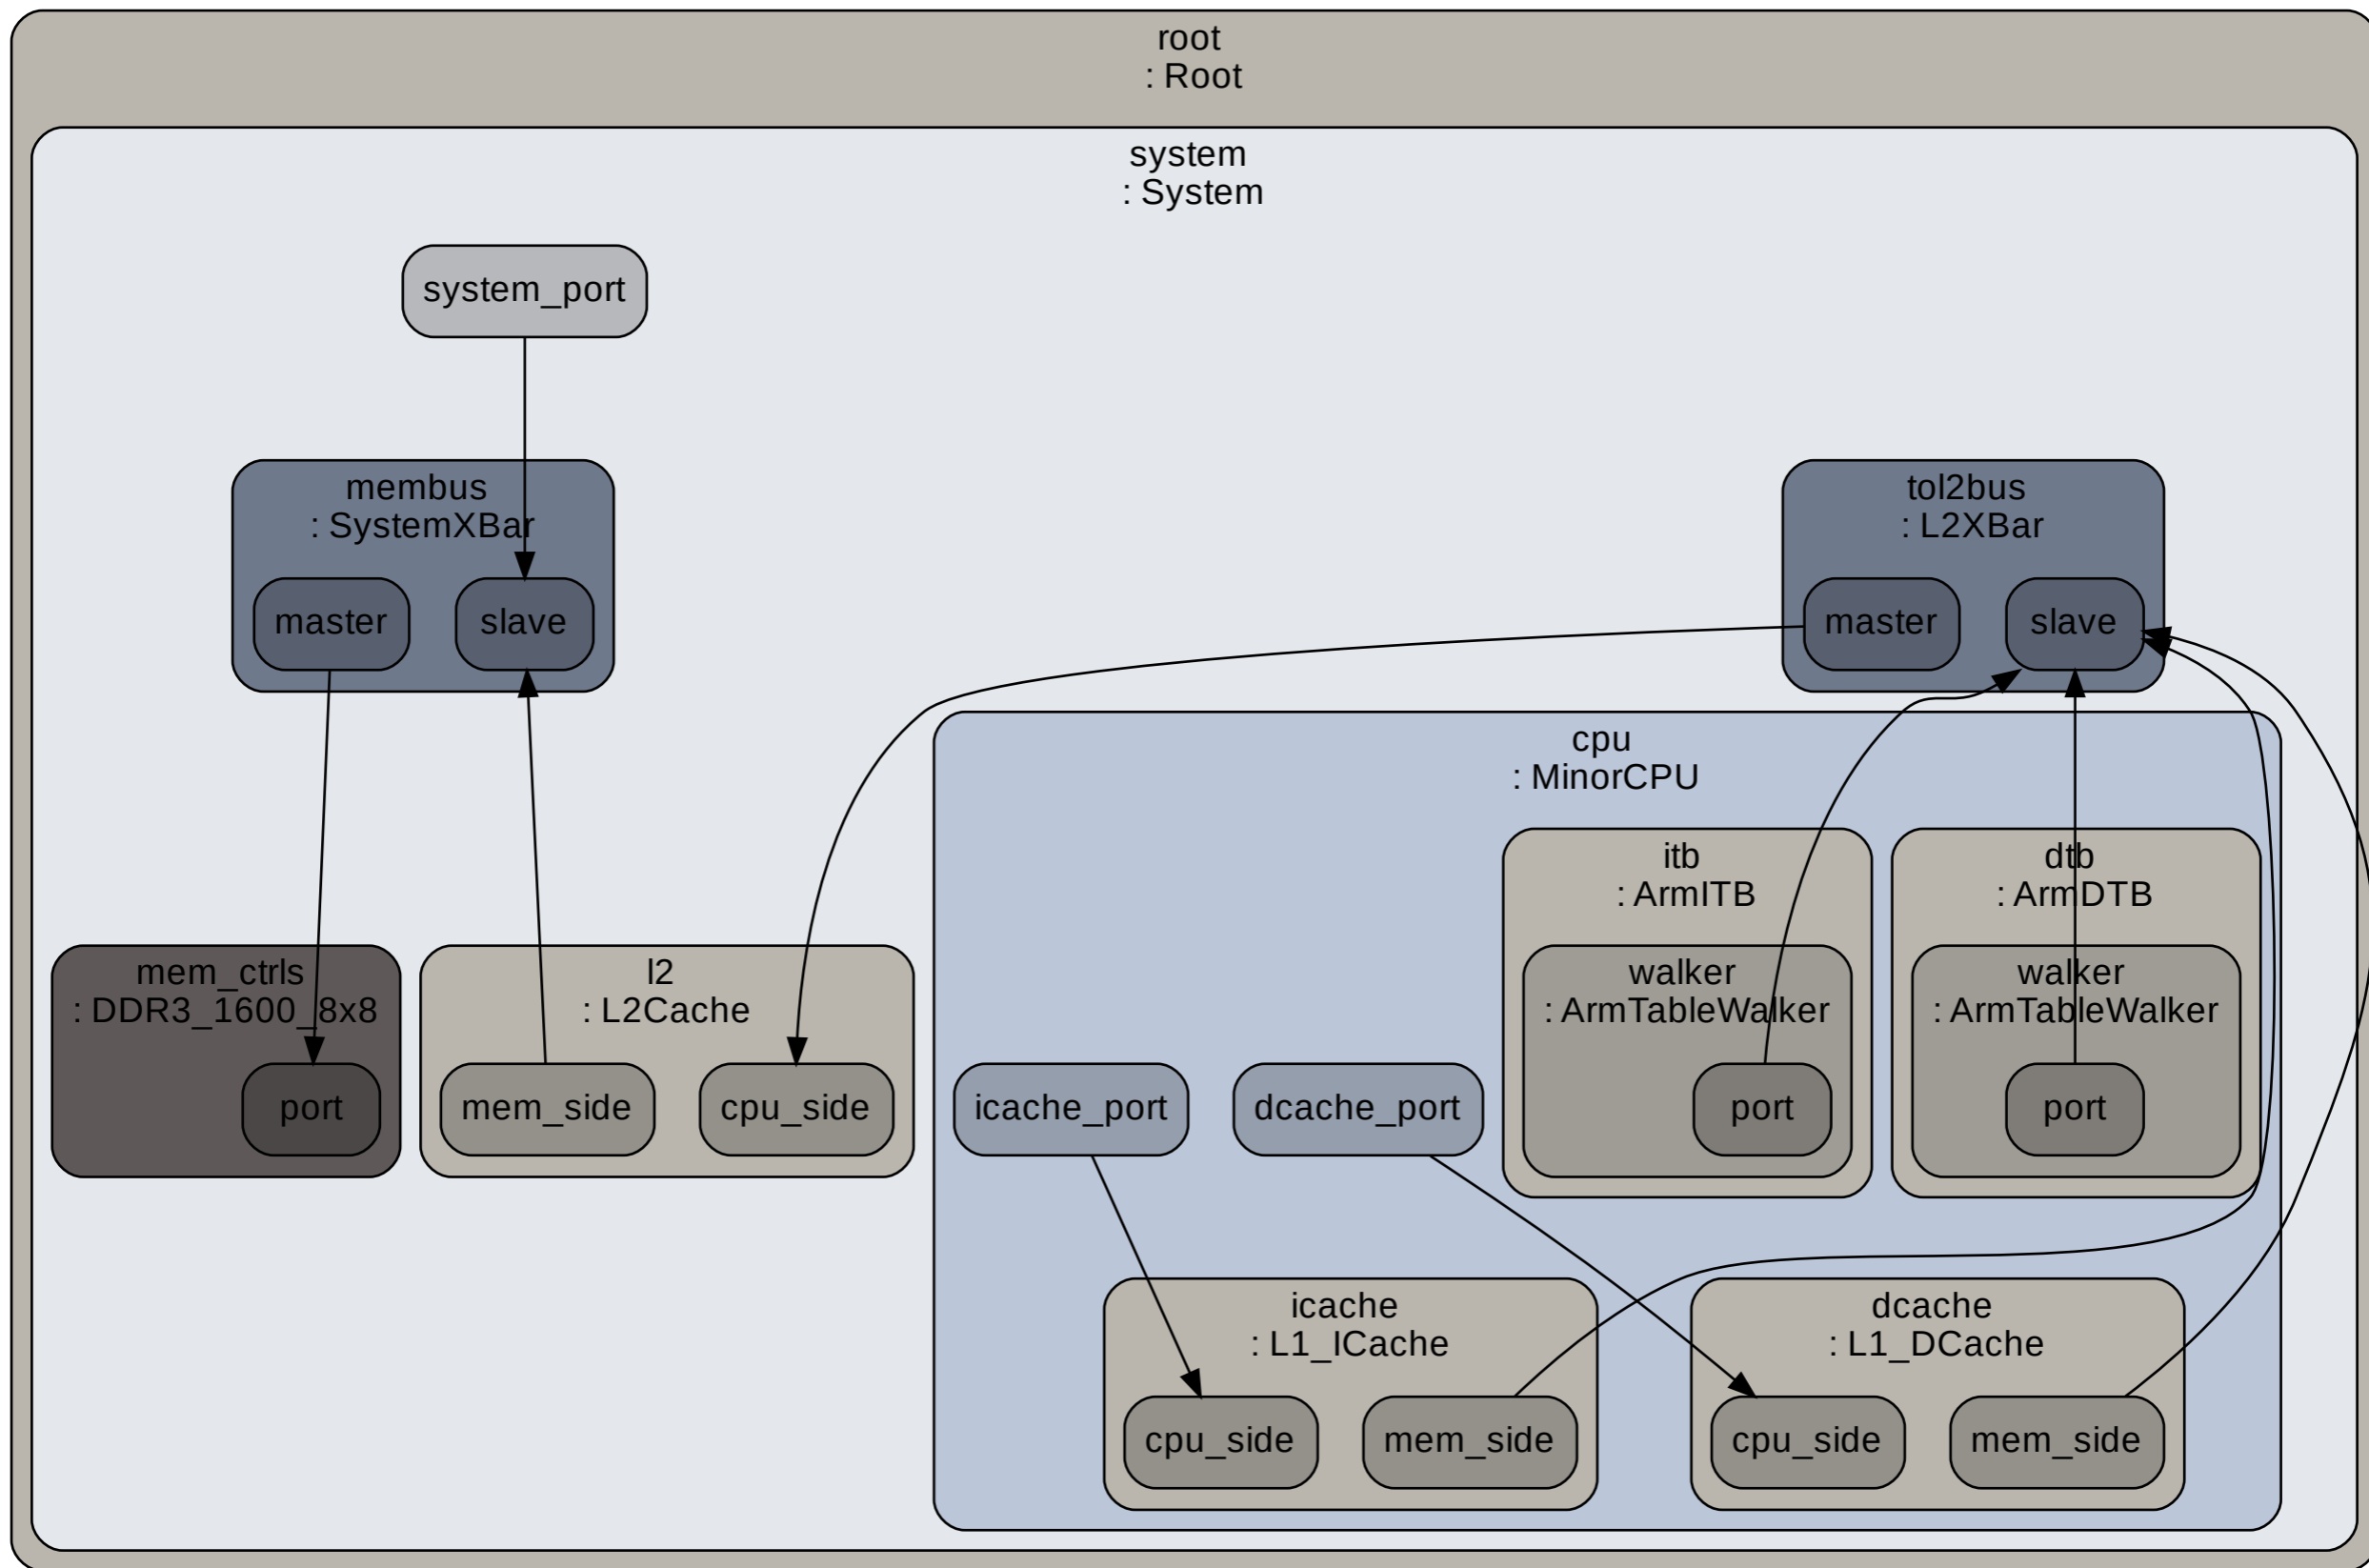 root
: Root
system
: System
system_port
membus
: SystemXBar
master
slave
tol2bus
: L2XBar
master
slave
cpu
: MinorCPU
itb
: ArmITB
dtb
: ArmDTB
mem_ctrls
: DDR3_1600_8x8
port
l2
: L2Cache
mem_side
cpu_side
icache_port
dcache_port
walker
: ArmTableWalker
port
walker
: ArmTableWalker
port
icache
: L1_ICache
cpu_side
mem_side
dcache
: L1_DCache
cpu_side
mem_side